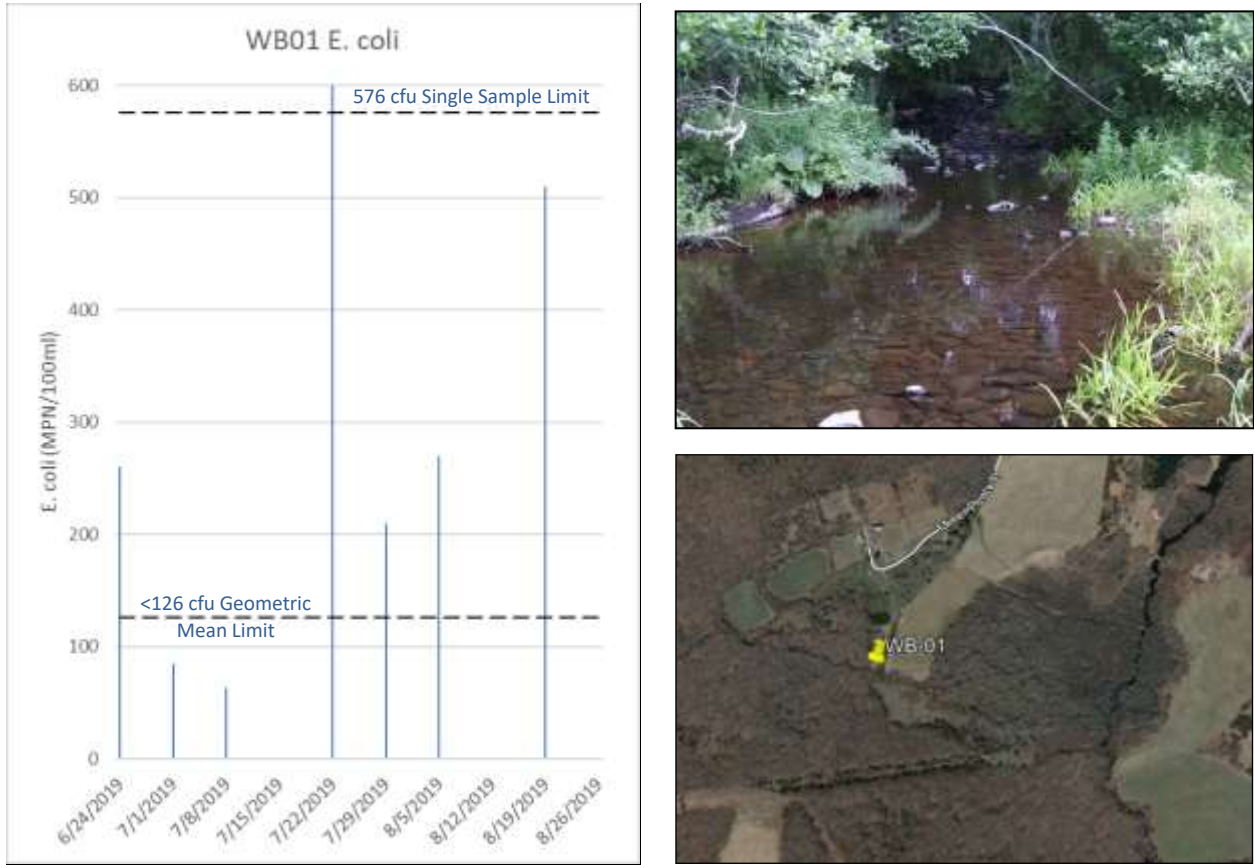 WB01 E. coli
E. coli (MPN/100ml)
600
576 cfu Single Sample Limit
500
400
300
200
<126 cfu Geometric
Mean Limit
100
0
6/24/2019
7/1/2019
7/8/2019
7/15/2019
7/22/2019
7/29/2019
8/5/2019
8/12/2019
8/19/2019
8/26/2019
WB-01